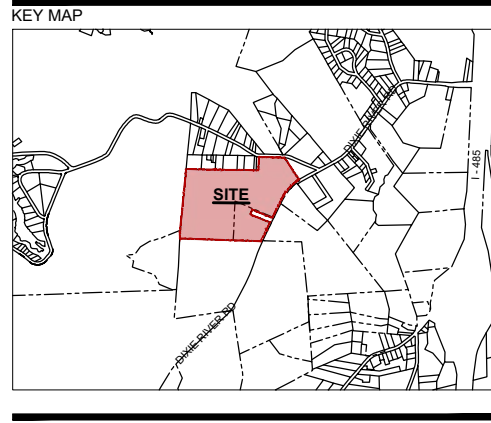 KEY MAP
DIXIE RIVER RD
I - 485
SITE
DIXIE RIVER RD